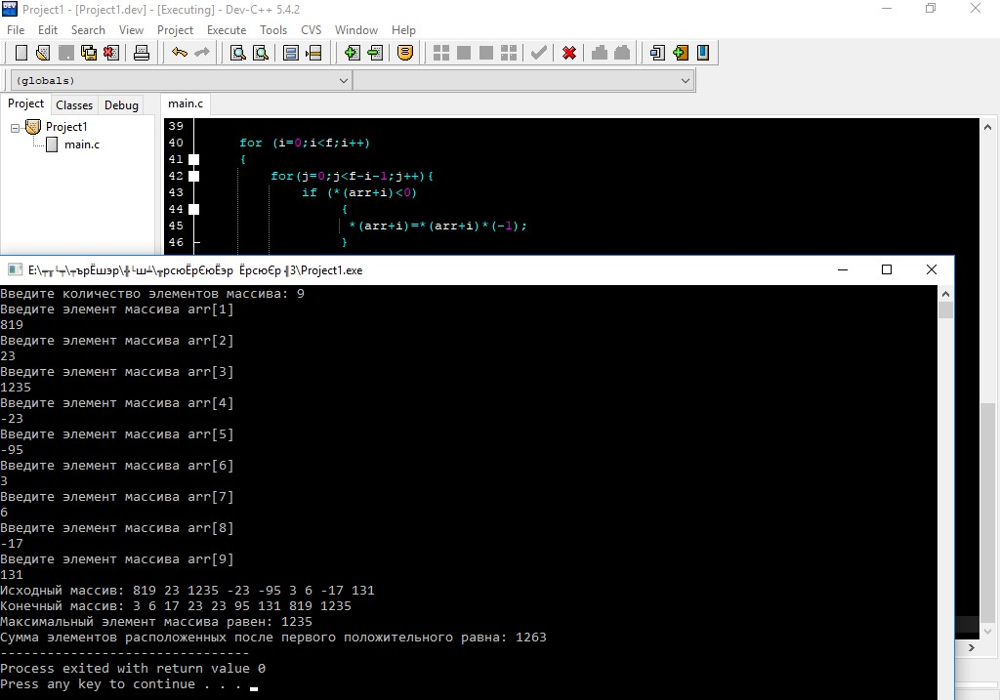 Project1 - [Project1.dev] - [Executing] - Dev-C++ 5.4.2
File Edit Search View Project Execute Tools CVS Window Help
(globals)
Project Classes Debug
main.c
Project1
main.c
39
40 for (i=0;i<f;i++)
41 {
42 for(j=0;j<f-i-1;j++){
43 if (*(arr+i)<0)
44 {
45 *(arr+i)=*(arr+i)*(-1);
46 }
3\Project1.exe
Введите количество элементов массива: 9
Введите элемент массива arr[1]
819
Введите элемент массива arr[2]
23
Введите элемент массива arr[3]
1235
Введите элемент массива arr[4]
-23
Введите элемент массива arr[5]
-95
Введите элемент массива arr[6]
3
Введите элемент массива arr[7]
6
Введите элемент массива arr[8]
-17
Введите элемент массива arr[9]
131
Исходный массив: 819 23 1235 -23 -95 3 6 -17 131
Конечный массив: 3 6 17 23 23 95 131 819 1235
Максимальный элемент массива равен: 1235
Сумма элементов расположенных после первого положительного равна: 1263
--------------------------------
Process exited with return value 0
Press any key to continue . . .